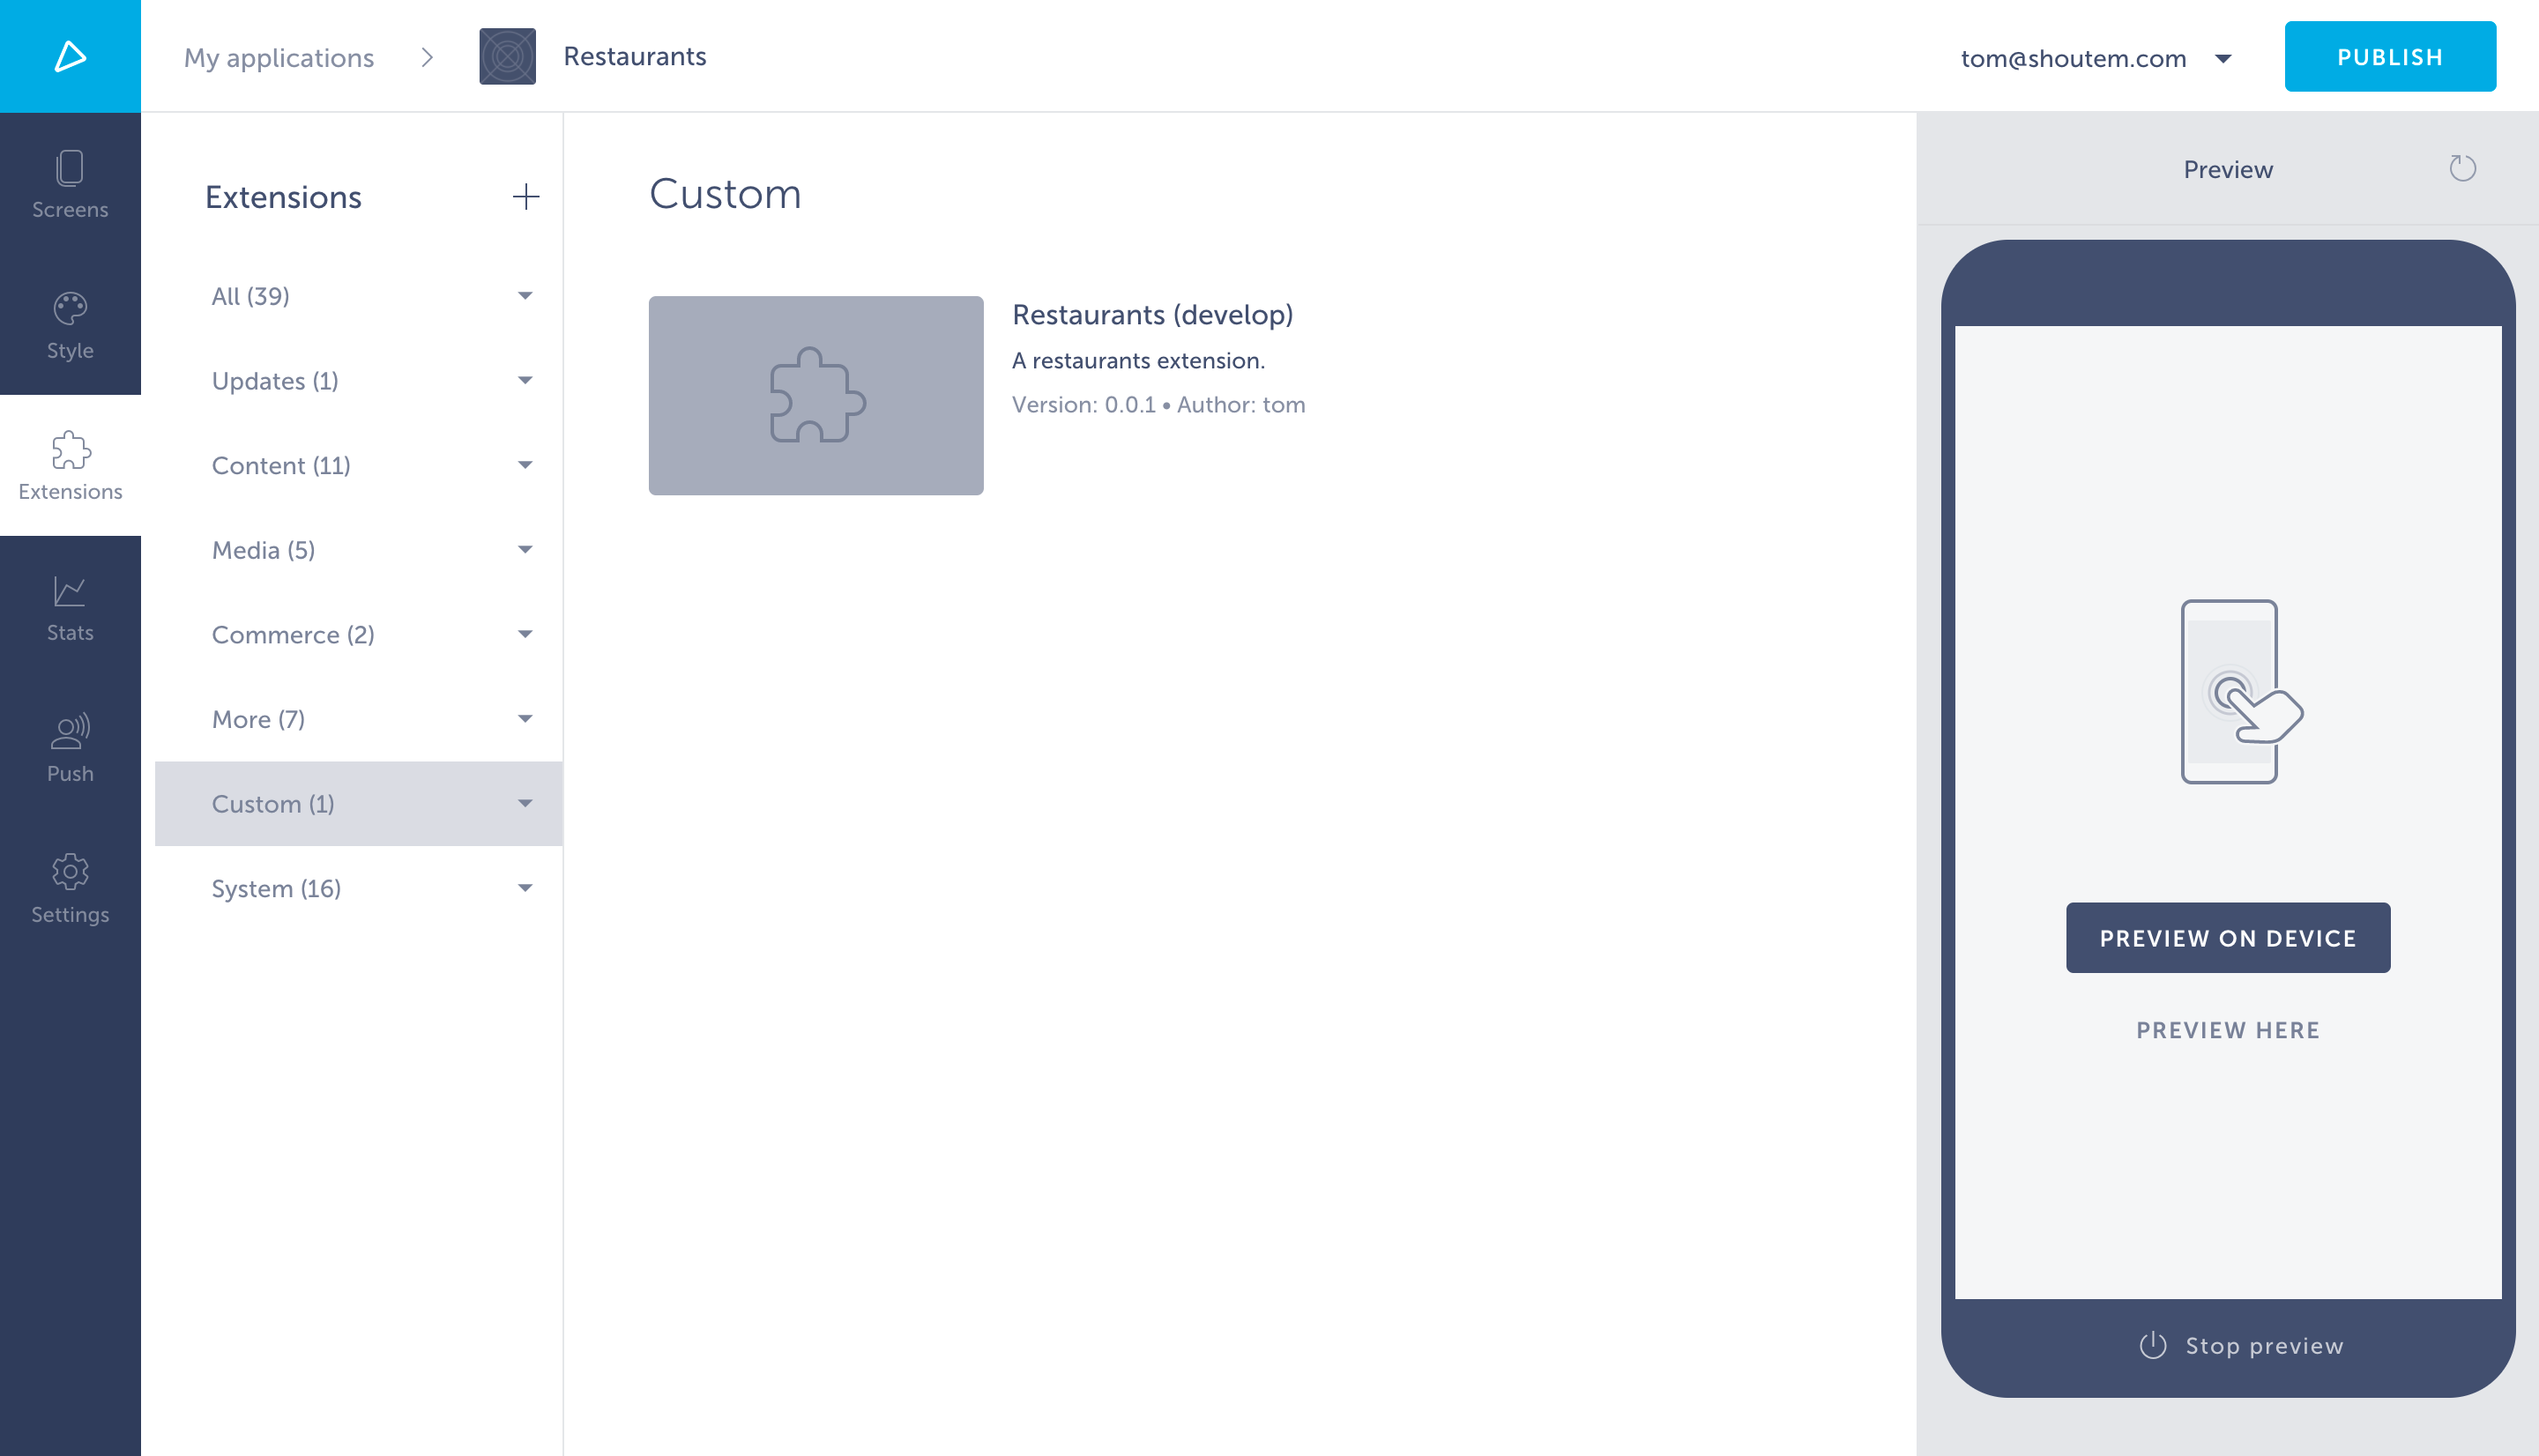 My applications
Restaurants
tom@shoutem.com
PUBLISH
Screens
Style
Extensions
Stats
Push
Settings
Extensions
All (39)
Updates (1)
Content (11)
Media (5)
Commerce (2)
More (7)
Custom (1)
System (16)
Custom
Restaurants (develop)
A restaurants extension.
Version: 0.0.1 • Author: tom
Preview
PREVIEW ON DEVICE
PREVIEW HERE
Stop preview